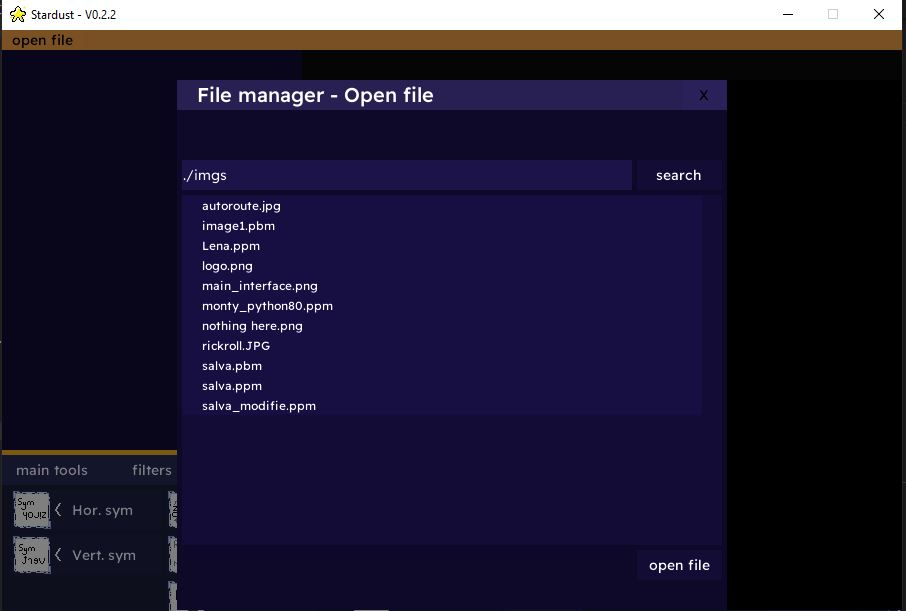 Stardust - V0.2.2
open file
File manager - Open file X
./imgs search
autoroute.jpg
image1.pbm
Lena.ppm
logo.png
main_interface.png
monty_python80.ppm
nothing here.png
rickroll.JPG
salva.pbm
salva.ppm
salva_modifie.ppm
main tools filters
Sym
Hor. sym
Sym
Vert. sym
open file